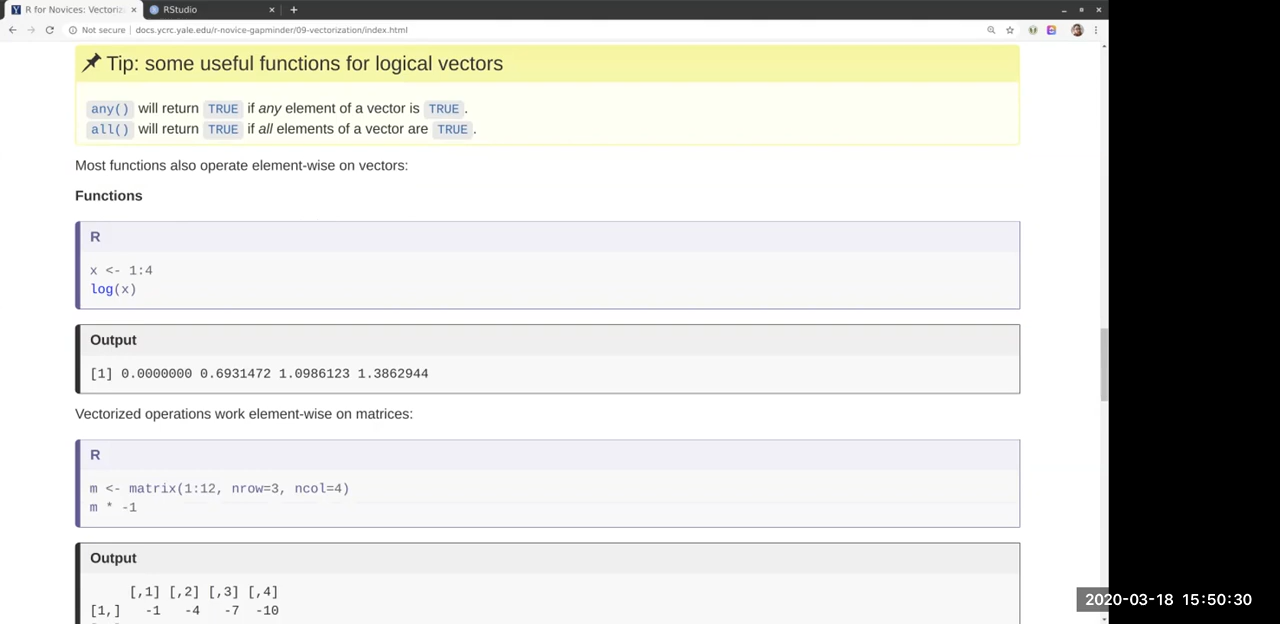 R for Novices: Vectoriz
RStudio
Not secure | docs.ycrc.yale.edu/r-novice-gapminder/09-vectorization/index.html
Tip: some useful functions for logical vectors
any() will return TRUE if any element of a vector is TRUE.
all() will return TRUE if all elements of a vector are TRUE.
Most functions also operate element-wise on vectors:
Functions
R
x <- 1:4
log(x)
Output
[1] 0.0000000 0.6931472 1.0986123 1.3862944
Vectorized operations work element-wise on matrices:
R
m <- matrix(1:12, nrow=3, ncol=4)
m * -1
Output
[,1] [,2] [,3] [,4]
[1,] -1 -4 -7 -10
2020-03-18 15:50:30